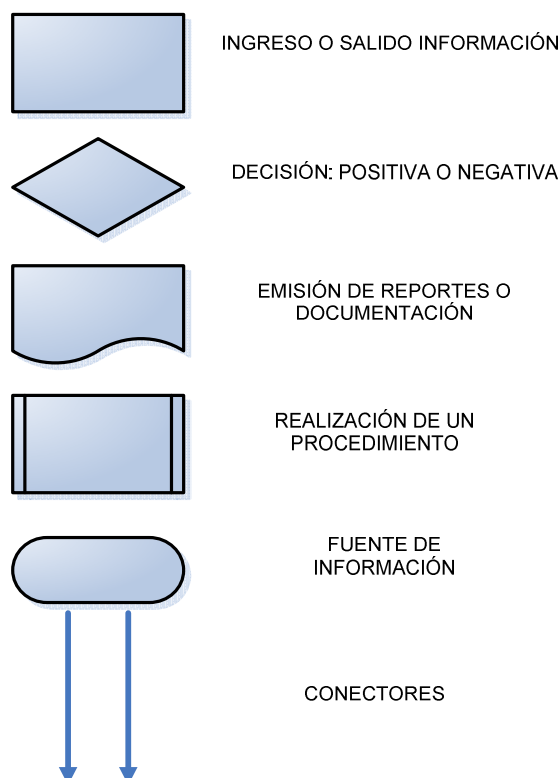 INGRESO O SALIDO INFORMACIÓN
DECISIÓN: POSITIVA O NEGATIVA
EMISIÓN DE REPORTES O
DOCUMENTACIÓN
REALIZACIÓN DE UN
PROCEDIMIENTO
FUENTE DE
INFORMACIÓN
CONECTORES